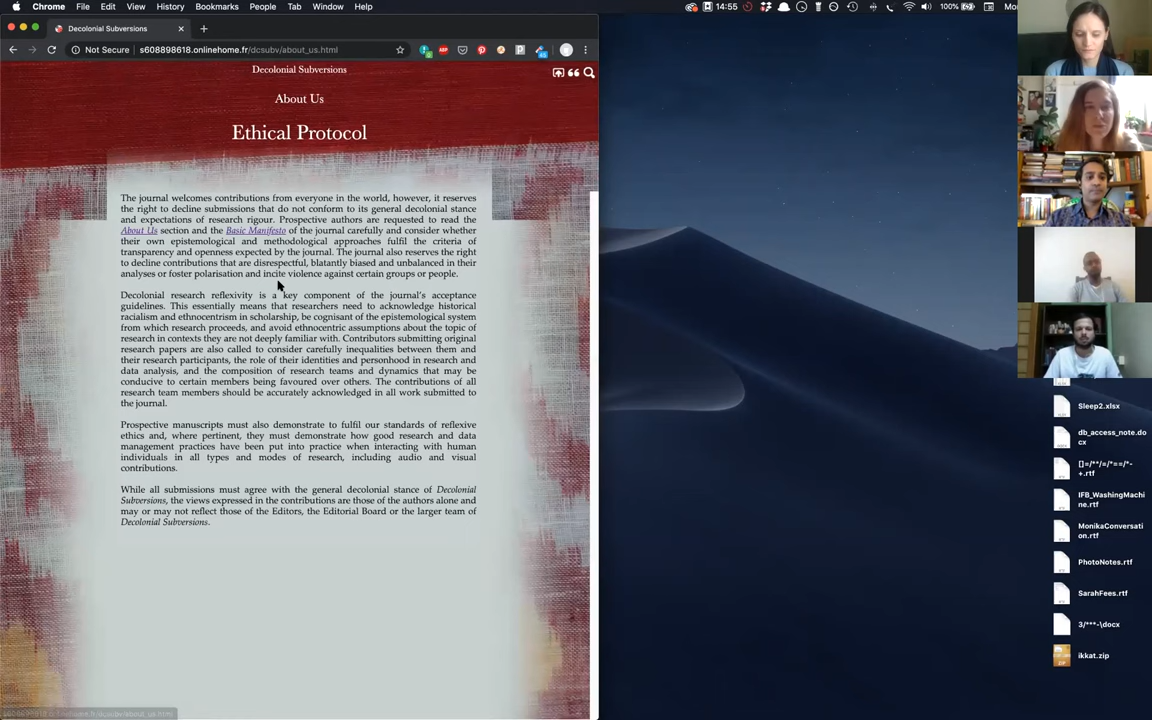 Chrome File Edit View History Bookmarks People Tab Window Help
14:55
100%
Decolonial Subversions
Not Secure s608898618.onlinehome.fr/dcsubv/about_us.html
Decolonial Subversions
About Us
Ethical Protocol
The journal welcomes contributions from everyone in the world, however, it reserves
the right to decline submissions that do not conform to its general decolonial stance
and expectations of research rigour. Prospective authors are requested to read the
About Us section and the Basic Manifesto of the journal carefully and consider whether
their own epistemological and methodological approaches fulfil the criteria of
transparency and openness expected by the journal. The journal also reserves the right
to decline contributions that are disrespectful, blatantly biased and unbalanced in their
analyses or foster polarisation and incite violence against certain groups or people.
Decolonial research reflexivity is a key component of the journal's acceptance
guidelines. This essentially means that researchers need to acknowledge historical
racialism and ethnocentrism in scholarship, be cognisant of the epistemological system
from which research proceeds, and avoid ethnocentric assumptions about the topic of
research in contexts they are not deeply familiar with. Contributors submitting original
research papers are also called to consider carefully inequalities between them and
their research participants, the role of their identities and personhood in research and
data analysis, and the composition of research teams and dynamics that may be
conducive to certain members being favoured over others. The contributions of all
research team members should be accurately acknowledged in all work submitted to
the journal.
Prospective manuscripts must also demonstrate to fulfil our standards of reflexive
ethics and, where pertinent, they must demonstrate how good research and data
management practices have been put into practice when interacting with human
individuals in all types and modes of research, including audio and visual
contributions.
While all submissions must agree with the general decolonial stance of Decolonial
Subversions, the views expressed in the contributions are those of the authors alone and
may or may not reflect those of the Editors, the Editorial Board or the larger team of
Decolonial Subversions.
s608898618.onlinehome.fr/dcsubv/about_us.html
Sleep2.xlsx
db_access_note.do
cx
[]=/**/=/*==/*-
+.rtf
IFB_WashingMachi
ne.rtf
MonikaConversati
on.rtf
PhotoNotes.rtf
SarahFees.rtf
3/***-\docx
ikkat.zip